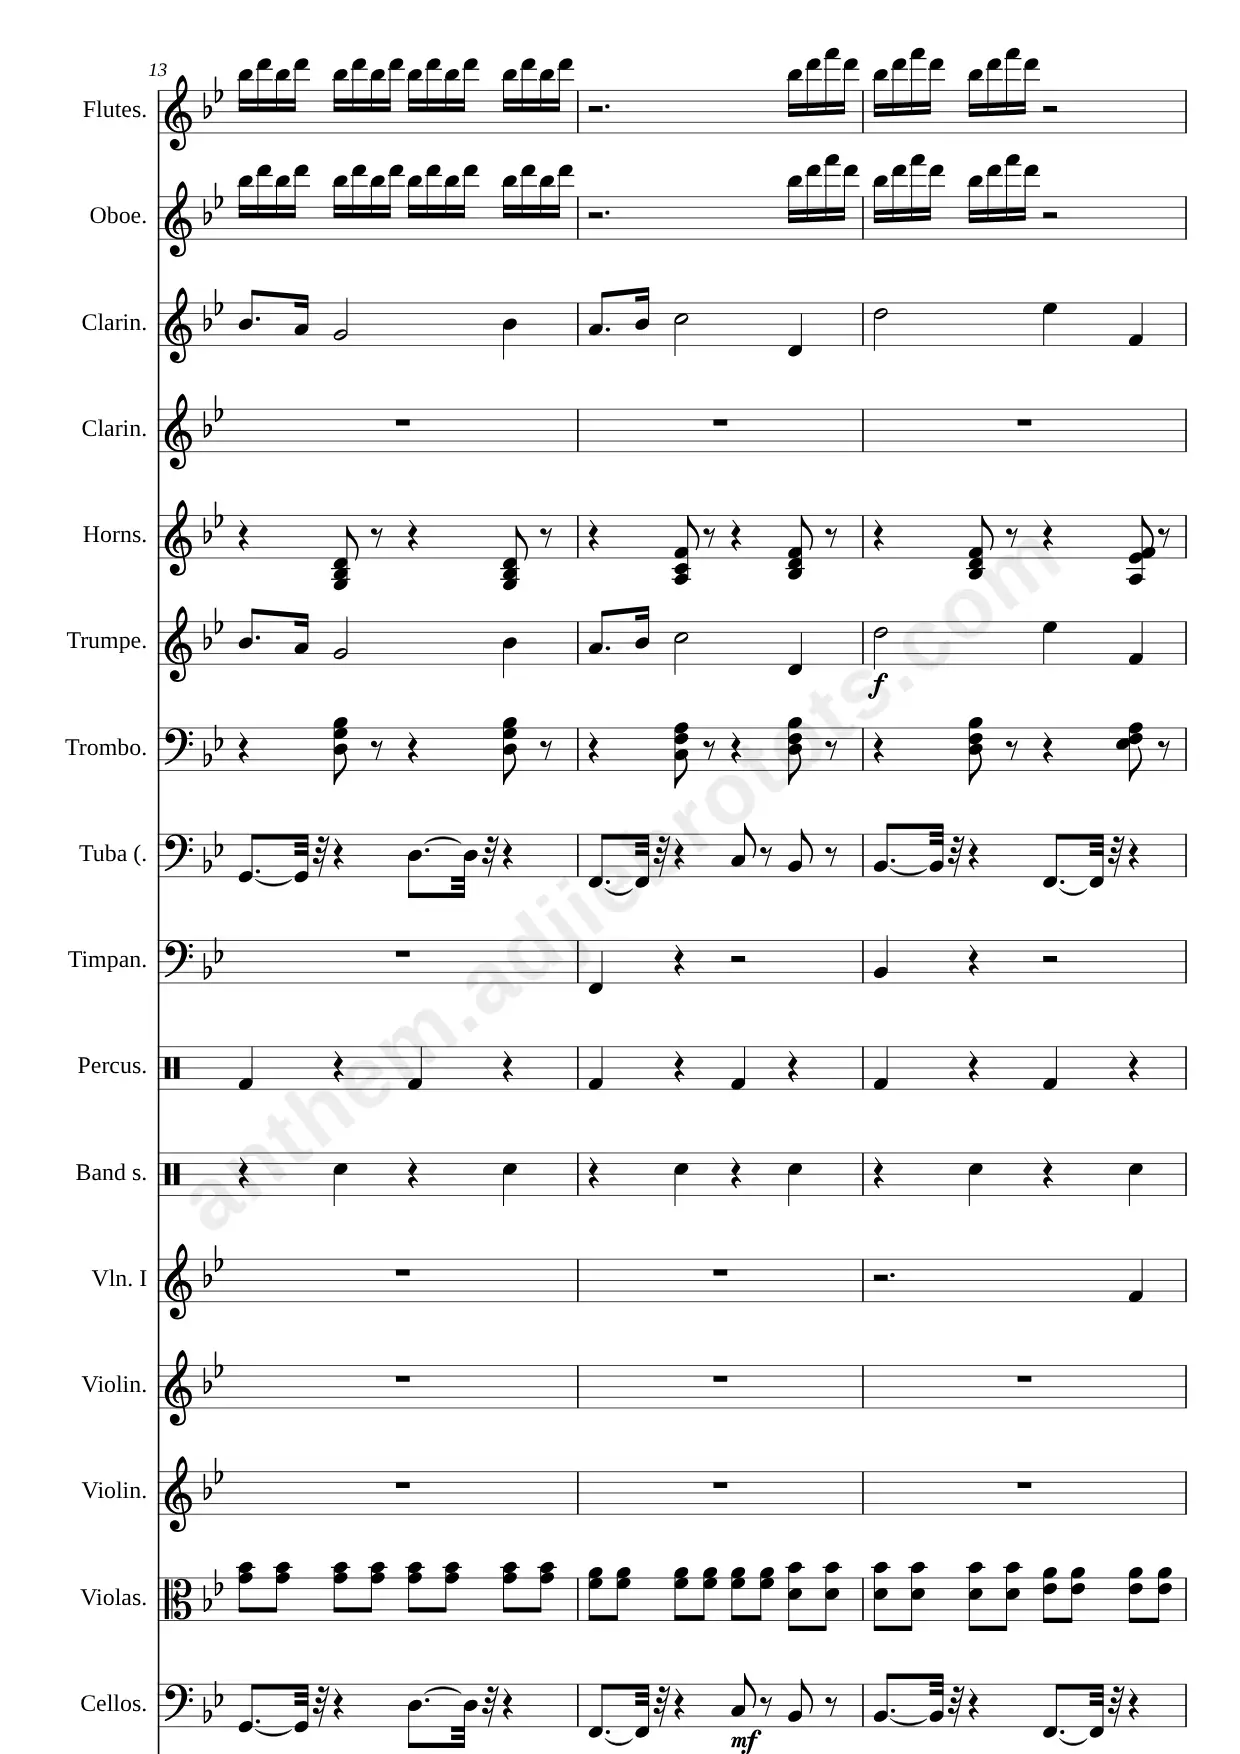 13
Flutes.
Oboe.
Clarin.
Clarin.
Horns.
Trumpe.
f
Trombo.
Tuba (.
Timpan.
Percus.
Band s.
Vln. I
Violin.
Violin.
Violas.
Cellos.
mf
anthem.adjiebrotots.com